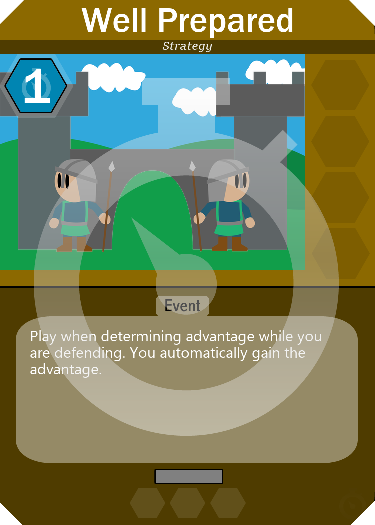 Well Prepared
Strategy
1
Event
Play when determining advantage while you
are defending. You automatically gain the
advantage.